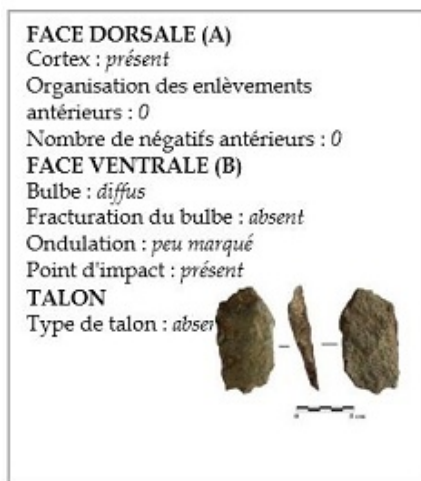 FACE DORSALE (A)
Cortex : présent
Organisation des enlèvements
antérieurs : 0
Nombre de négatifs antérieurs : 0
FACE VENTRALE (B)
Bulbe : diffus
Fracturation du bulbe : absent
Ondulation : peu marqué
Point d'impact : présent
TALON
Type de talon :